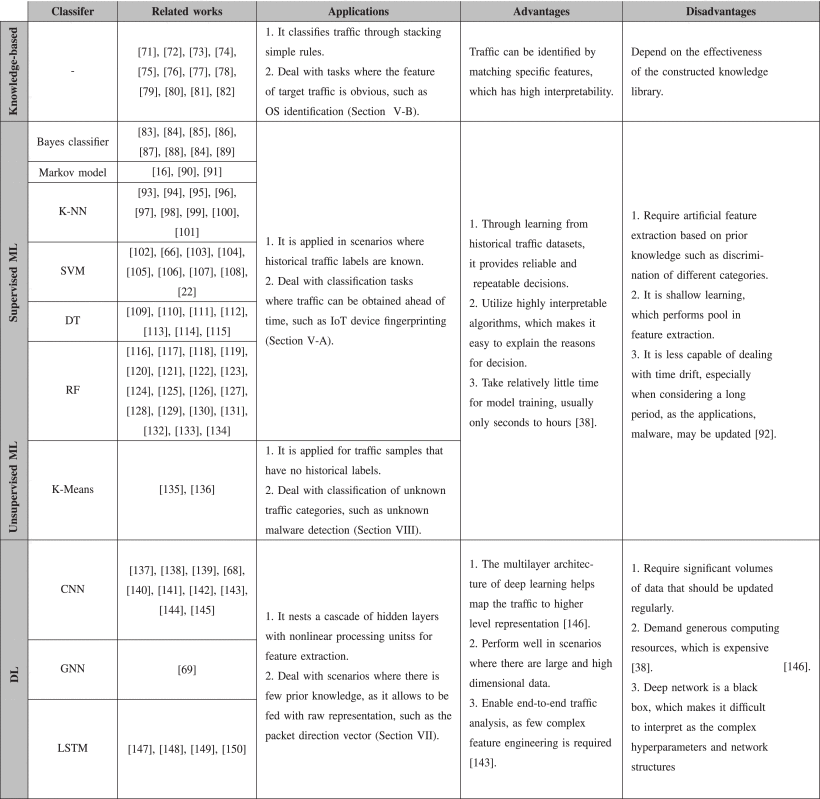 Classifer
Related works
Applications
Advantages
Disadvantages
Knowledge-based
-
[71], [72], [73], [74],
[75], [76], [77], [78],
[79], [80], [81], [82]
1. It classifies traffic through stacking
simple rules.
2. Deal with tasks where the feature
of target traffic is obvious, such as
OS identification (Section V-B).
Traffic can be identified by
matching specific features,
which has high interpretability.
Depend on the effectiveness
of the constructed knowledge
library.
Supervised ML
Bayes classifier
[83], [84], [85], [86],
[87], [88], [84], [89]
Markov model
[16], [90], [91]
K-NN
[93], [94], [95], [96],
[97], [98], [99], [100],
[101]
SVM
[102], [66], [103], [104],
[105], [106], [107], [108],
[22]
DT
[109], [110], [111], [112],
[113], [114], [115]
RF
[116], [117], [118], [119],
[120], [121], [122], [123],
[124], [125], [126], [127],
[128], [129], [130], [131],
[132], [133], [134]
1. It is applied in scenarios where
historical traffic labels are known.
2. Deal with classification tasks
where traffic can be obtained ahead of
time, such as IoT device fingerprinting
(Section V-A).
1. Through learning from
historical traffic datasets,
it provides reliable and
repeatable decisions.
2. Utilize highly interpretable
algorithms, which makes it
easy to explain the reasons
for decision.
3. Take relatively little time
for model training, usually
only seconds to hours [38].
1. Require artificial feature
extraction based on prior
knowledge such as discrimi-
nation of different categories.
2. It is shallow learning,
which performs pool in
feature extraction.
3. It is less capable of dealing
with time drift, especially
when considering a long
period, as the applications,
malware, may be updated [92].
Unsupervised ML
K-Means
[135], [136]
1. It is applied for traffic samples that
have no historical labels.
2. Deal with classification of unknown
traffic categories, such as unknown
malware detection (Section VIII).
DL
CNN
[137], [138], [139], [68],
[140], [141], [142], [143],
[144], [145]
GNN
[69]
LSTM
[147], [148], [149], [150]
1. It nests a cascade of hidden layers
with nonlinear processing unitss for
feature extraction.
2. Deal with scenarios where there is
few prior knowledge, as it allows to be
fed with raw representation, such as the
packet direction vector (Section VII).
1. The multilayer architec-
ture of deep learning helps
map the traffic to higher
level representation [146].
2. Perform well in scenarios
where there are large and high
dimensional data.
3. Enable end-to-end traffic
analysis, as few complex
feature engineering is required
[143].
1. Require significant volumes
of data that should be updated
regularly.
2. Demand generous computing
resources, which is expensive
[38].
3. Deep network is a black
box, which makes it difficult
to interpret as the complex
hyperparameters and network
structures
[146].